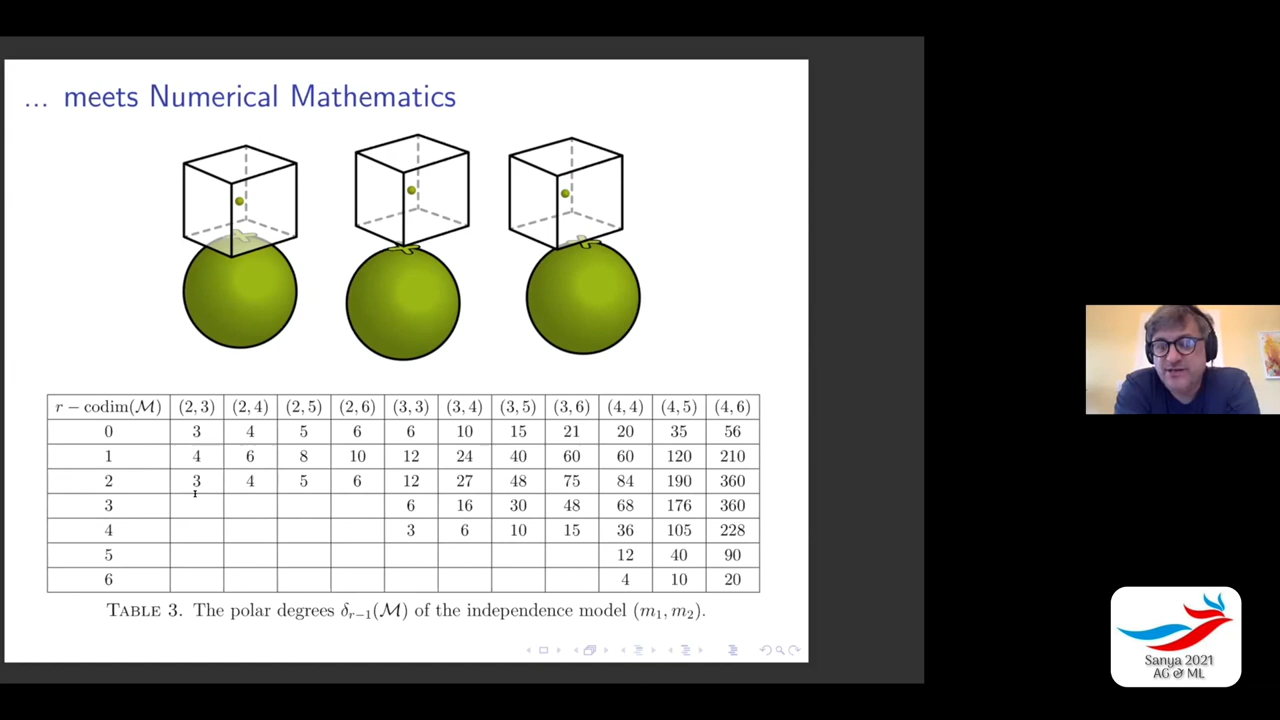 ... meets Numerical Mathematics
r − codim(ℳ) (2,3) (2,4) (2,5) (2,6) (3,3) (3,4) (3,5) (3,6) (4,4) (4,5) (4,6)
0 3 4 5 6 6 10 15 21 20 35 56
1 4 6 8 10 12 24 40 60 60 120 210
2 3 4 5 6 12 27 48 75 84 190 360
3 6 16 30 48 68 176 360
4 3 6 10 15 36 105 228
5 12 40 90
6 4 10 20
TABLE 3. The polar degrees δᵣ₋₁(ℳ) of the independence model (m₁, m₂).
Sanya 2021
AG & ML